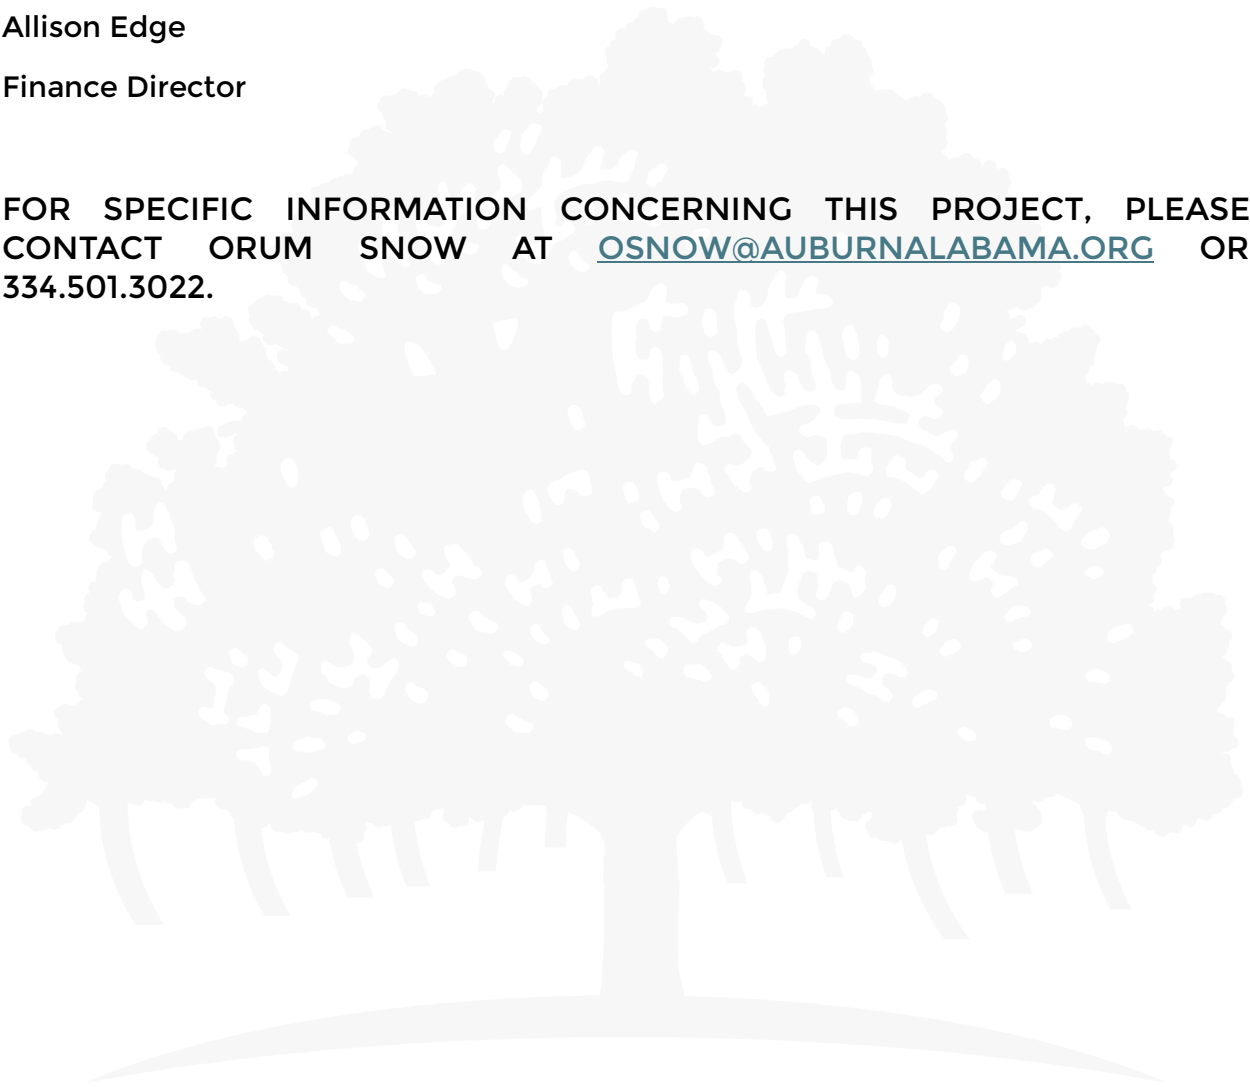 Allison Edge
Finance Director
FOR SPECIFIC INFORMATION CONCERNING THIS PROJECT, PLEASE
CONTACT ORUM SNOW AT OSNOW@AUBURNALABAMA.ORG OR
334.501.3022.